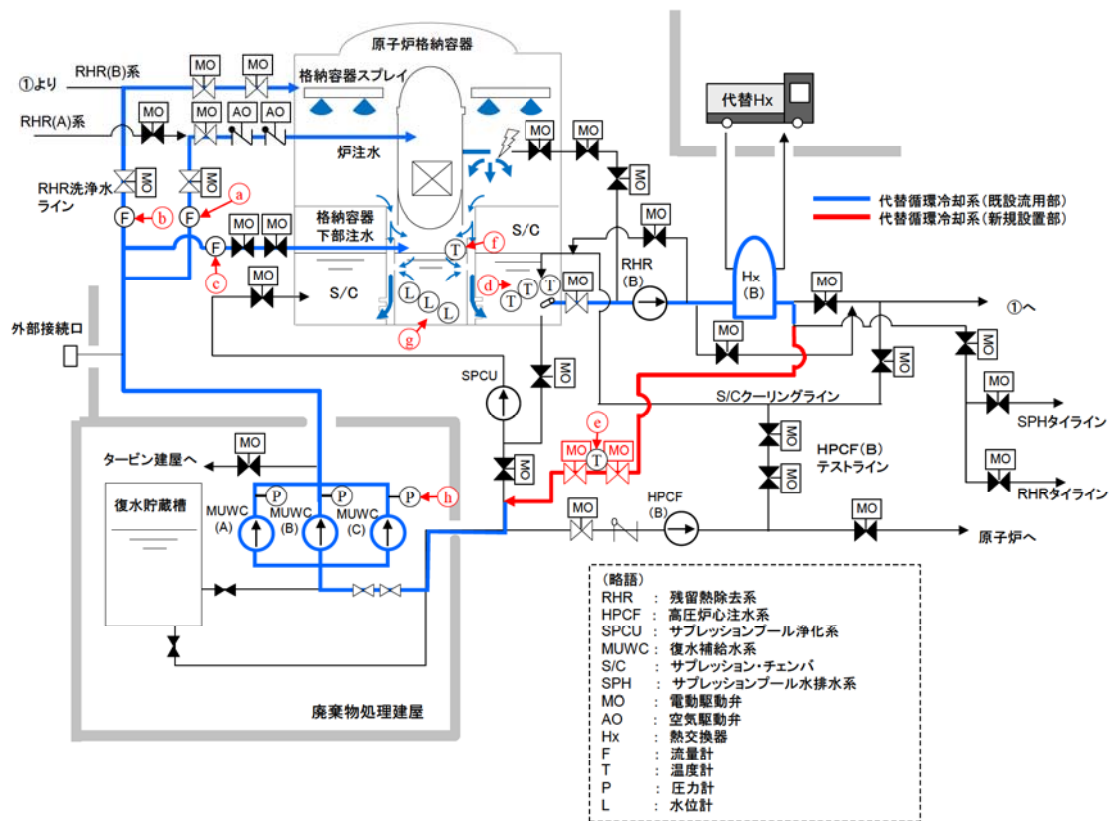 原子炉格納容器
RHR(B)系
①より
MO
MO
格納容器スプレイ
代替Hx
RHR(A)系
MO
MO
AO
AO
MO
MO
炉注水
MO
RHR洗浄水
ライン
MO
MO
a
代替循環冷却系(既設流用部)
代替循環冷却系(新規設置部)
F
b
F
格納容器
下部注水
S/C
MO
f
T
F
MO
MO
c
RHR
(B)
Hx
(B)
MO
S/C
d
T
T
T
MO
MO
①へ
L
L
L
g
MO
MO
MO
外部接続口
MO
SPCU
S/Cクーリングライン
MO
SPHタイライン
e
MO
T
MO
MO
HPCF(B)
テストライン
MO
タービン建屋へ
MO
MO
MO
RHRタイライン
復水貯蔵槽
P
P
P
h
MUWC
(A)
MUWC
(B)
MUWC
(C)
MO
HPCF
(B)
MO
原子炉へ
廃棄物処理建屋
(略語)
RHR : 残留熱除去系
HPCF : 高圧炉心注水系
SPCU : サプレッションプール浄化系
MUWC : 復水補給水系
S/C : サプレッション・チェンバ
SPH : サプレッションプール水排水系
MO : 電動駆動弁
AO : 空気駆動弁
Hx : 熱交換器
F : 流量計
T : 温度計
P : 圧力計
L : 水位計